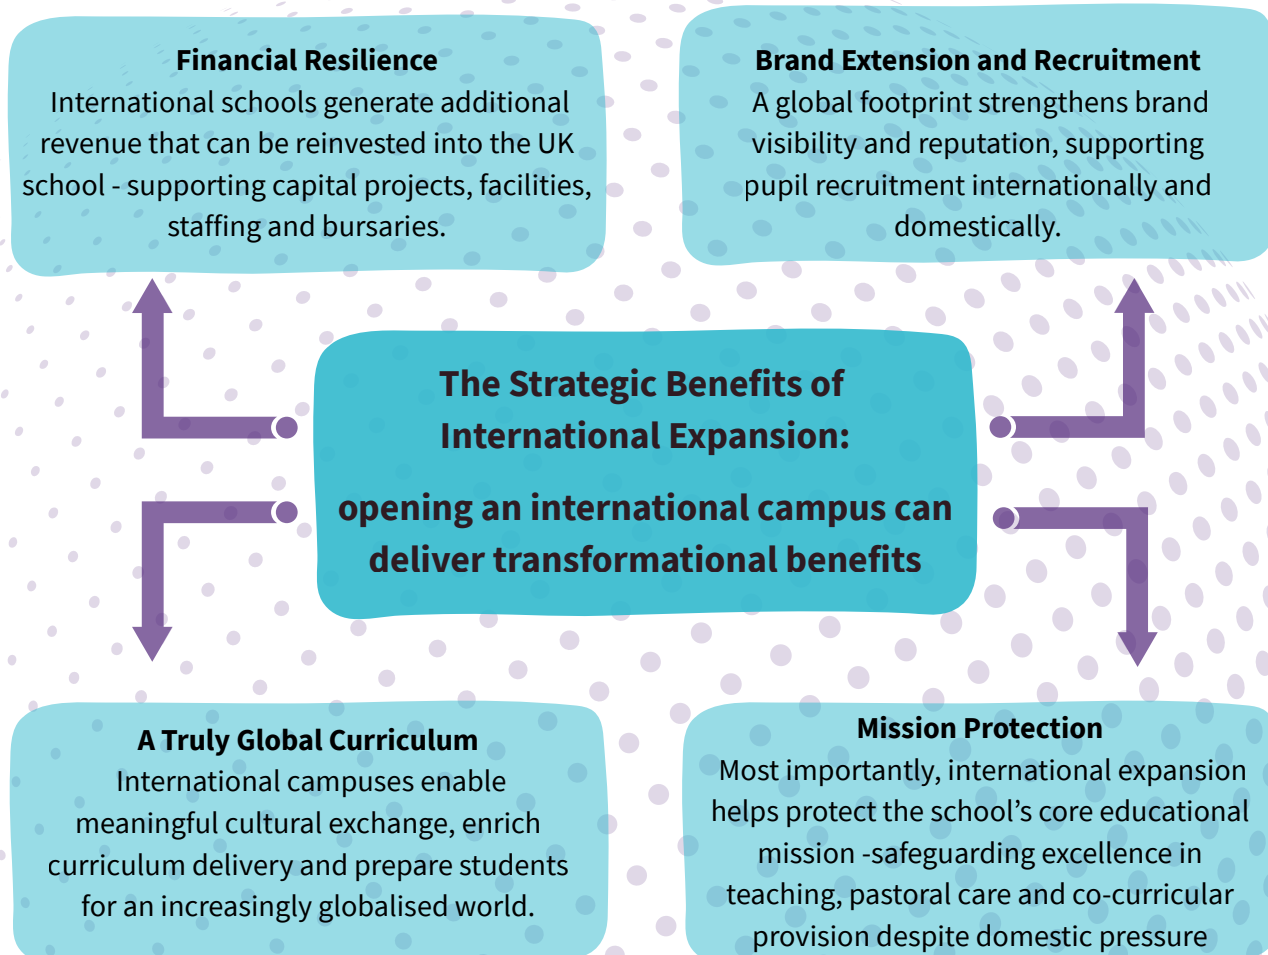 Financial Resilience
International schools generate additional
revenue that can be reinvested into the UK
school - supporting capital projects, facilities,
staffing and bursaries.
Brand Extension and Recruitment
A global footprint strengthens brand
visibility and reputation, supporting
pupil recruitment internationally and
domestically.
The Strategic Benefits of
International Expansion:
opening an international campus can
deliver transformational benefits
A Truly Global Curriculum
International campuses enable
meaningful cultural exchange, enrich
curriculum delivery and prepare students
for an increasingly globalised world.
Mission Protection
Most importantly, international expansion
helps protect the school’s core educational
mission -safeguarding excellence in
teaching, pastoral care and co-curricular
provision despite domestic pressure